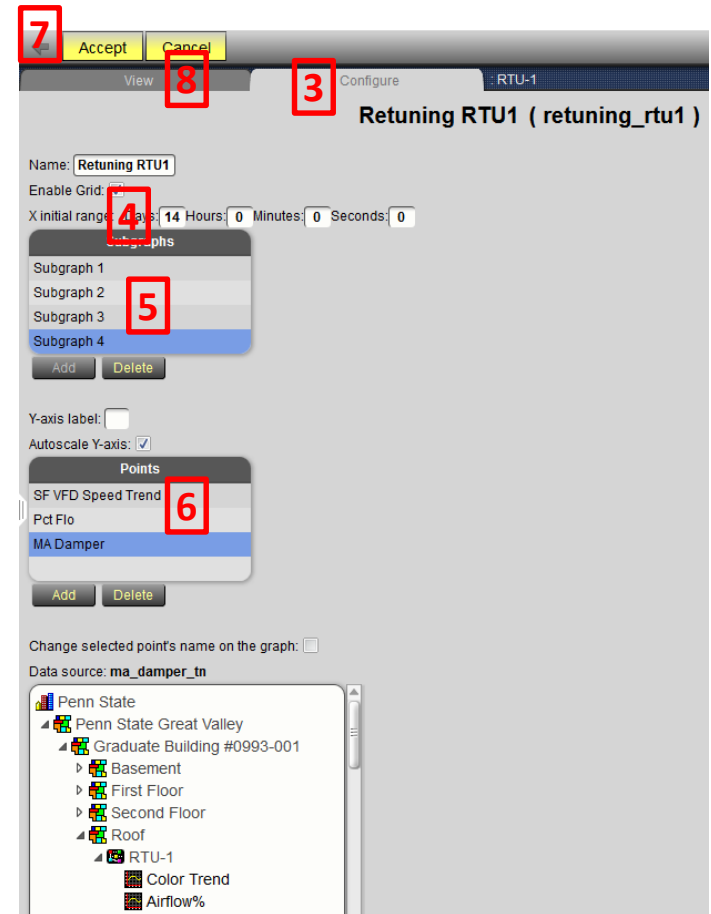 7 Accept Cancel
View 8 3 Configure : RTU-1
Retuning RTU1 ( retuning_rtu1 )
Name: Retuning RTU1
Enable Grid:
X initial range: Days: 14 Hours: 0 Minutes: 0 Seconds: 0
4
Subgraphs
Subgraph 1
Subgraph 2
Subgraph 3
5
Subgraph 4
Add Delete
Y-axis label:
Autoscale Y-axis:
Points
SF VFD Speed Trend
6
Pct Flo
MA Damper
Add Delete
Change selected point's name on the graph:
Data source: ma_damper_tn
Penn State
Penn State Great Valley
Graduate Building #0993-001
Basement
First Floor
Second Floor
Roof
RTU-1
Color Trend
Airflow%